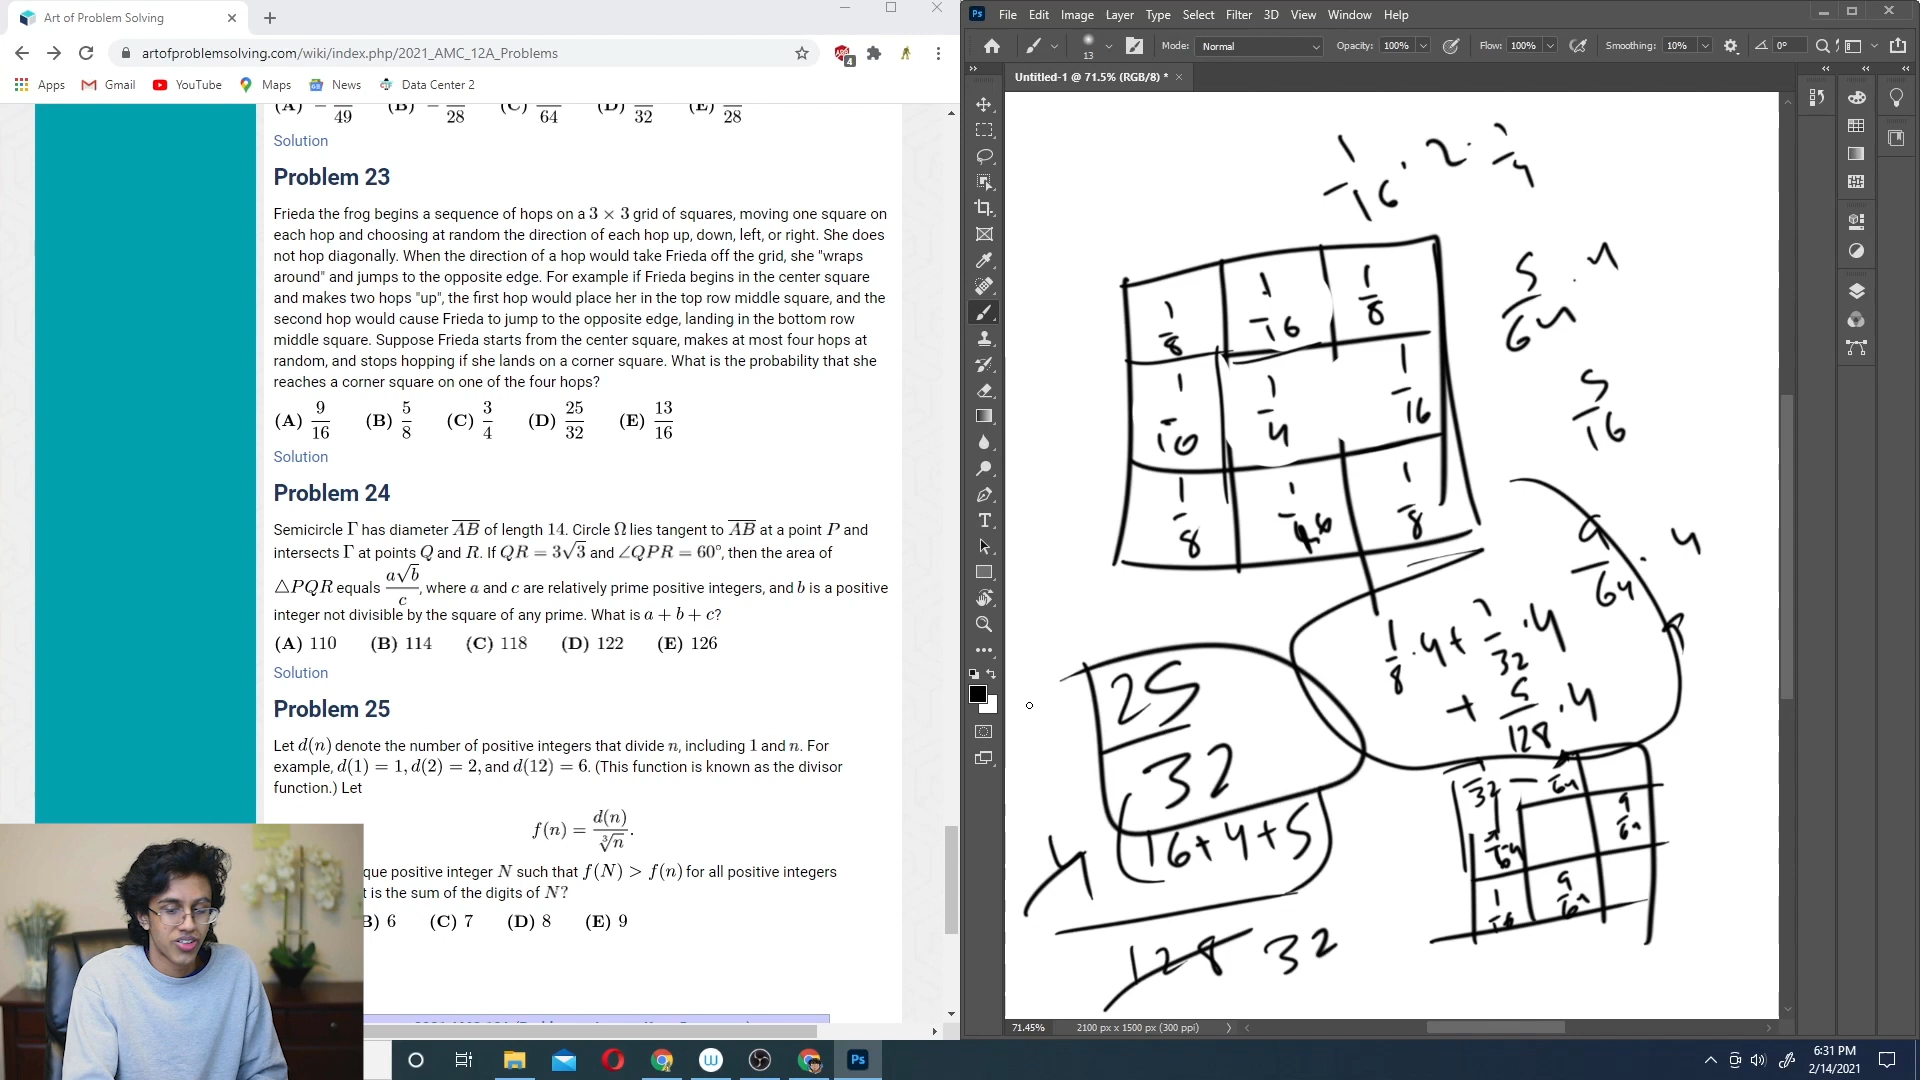 Art of Problem Solving
artofproblemsolving.com/wiki/index.php/2021_AMC_12A_Problems
4
Apps Gmail YouTube Maps News Data Center 2
(A) − /49 (B) − /28 (C) /64 (D) /32 (E) /28
Solution
Problem 23
Frieda the frog begins a sequence of hops on a 3 × 3 grid of squares, moving one square on
each hop and choosing at random the direction of each hop up, down, left, or right. She does
not hop diagonally. When the direction of a hop would take Frieda off the grid, she "wraps
around" and jumps to the opposite edge. For example if Frieda begins in the center square
and makes two hops "up", the first hop would place her in the top row middle square, and the
second hop would cause Frieda to jump to the opposite edge, landing in the bottom row
middle square. Suppose Frieda starts from the center square, makes at most four hops at
random, and stops hopping if she lands on a corner square. What is the probability that she
reaches a corner square on one of the four hops?
(A) 9/16 (B) 5/8 (C) 3/4 (D) 25/32 (E) 13/16
Solution
Problem 24
Semicircle Γ has diameter AB of length 14. Circle Ω lies tangent to AB at a point P and
intersects Γ at points Q and R. If QR = 3√3 and ∠QPR = 60°, then the area of
△PQR equals a√b/c, where a and c are relatively prime positive integers, and b is a positive
integer not divisible by the square of any prime. What is a + b + c?
(A) 110 (B) 114 (C) 118 (D) 122 (E) 126
Solution
Problem 25
Let d(n) denote the number of positive integers that divide n, including 1 and n. For
example, d(1) = 1, d(2) = 2, and d(12) = 6. (This function is known as the divisor
function.) Let
f(n) = d(n)/∛n.
que positive integer N such that f(N) > f(n) for all positive integers
t is the sum of the digits of N?
B) 6 (C) 7 (D) 8 (E) 9
Ps File Edit Image Layer Type Select Filter 3D View Window Help
13 Mode: Normal Opacity: 100% Flow: 100% Smoothing: 10% 0°
Untitled-1 @ 71.5% (RGB/8) *
1/16 · 2 · 1/4
1/8 1/16 1/8
1/4 1/16
1/8 1/8
5/64 · 4
5/16
9/64 · 4
1/8 · 4 + 1/32 · 4
+ 5/128 · 4
25/32
4 (16+4+5)
128 32
1/32 1/64 9/64
1/64
1/16 9/64
71.45% 2100 px x 1500 px (300 ppi)
W Ps
6:31 PM
2/14/2021